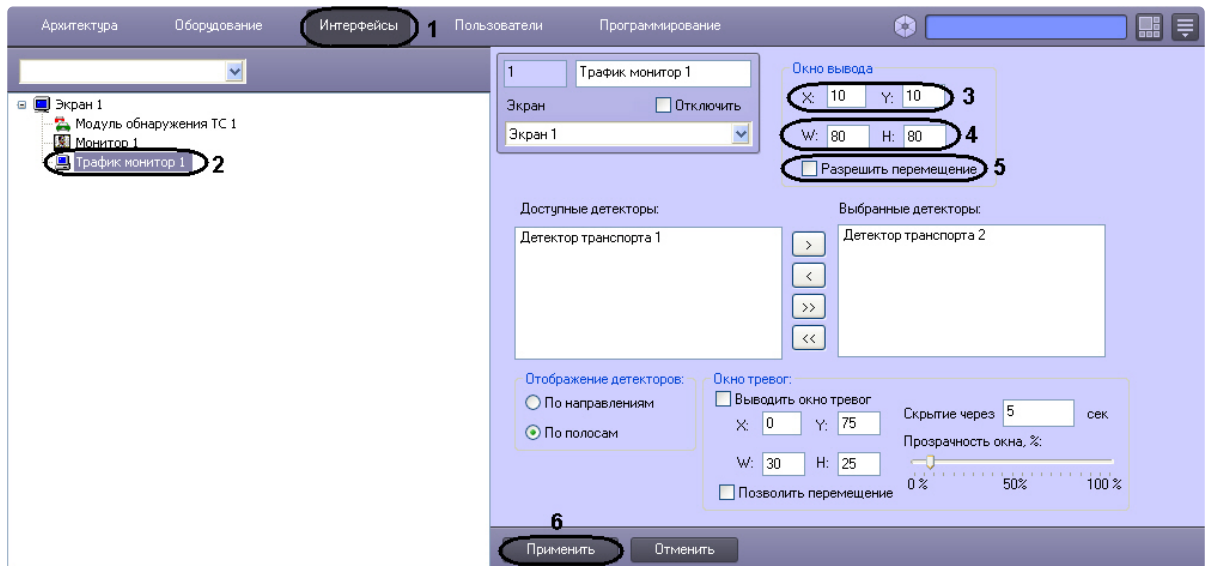 Архитектура Оборудование Интерфейсы 1 Пользователи Программирование
1 Трафик монитор 1
Экран Отключить
Экран 1
Окно вывода
X: 10 Y: 10 3
W: 80 H: 80 4
Разрешить перемещение 5
Экран 1
Модуль обнаружения ТС 1
Монитор 1
Трафик монитор 1 2
Доступные детекторы: Выбранные детекторы:
Детектор транспорта 1 > Детектор транспорта 2
<
>>
<<
Отображение детекторов:
По направлениям
По полосам
Окно тревог:
Выводить окно тревог
X: 0 Y: 75
W: 30 H: 25
Позволить перемещение
Скрытие через 5 сек
Прозрачность окна, %:
0 % 50% 100 %
6
Применить Отменить